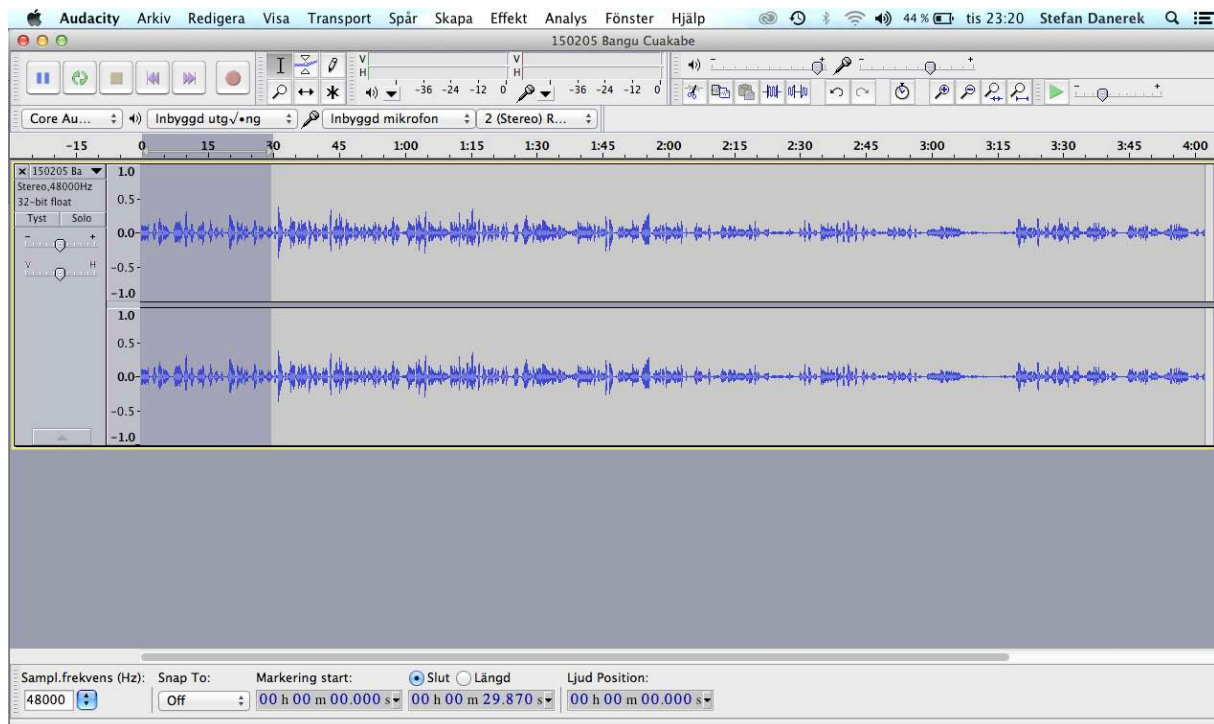 Audacity Arkiv Redigera Visa Transport Spår Skapa Effekt Analys Fönster Hjälp 44 % tis 23:20 Stefan Danerek
150205 Bangu Cuakabe
V H -36 -24 -12 0 V H -36 -24 -12 0
Core Au... Inbyggd utg√•ng Inbyggd mikrofon 2 (Stereo) R...
-15 0 15 30 45 1:00 1:15 1:30 1:45 2:00 2:15 2:30 2:45 3:00 3:15 3:30 3:45 4:00
150205 Ba
Stereo,48000Hz
32-bit float
Tyst Solo
- +
V H
1.0
0.5
0.0
-0.5
-1.0
1.0
0.5
0.0
-0.5
-1.0
Sampl.frekvens (Hz): Snap To: Markering start: Slut Längd Ljud Position:
48000 Off 00 h 00 m 00.000 s 00 h 00 m 29.870 s 00 h 00 m 00.000 s